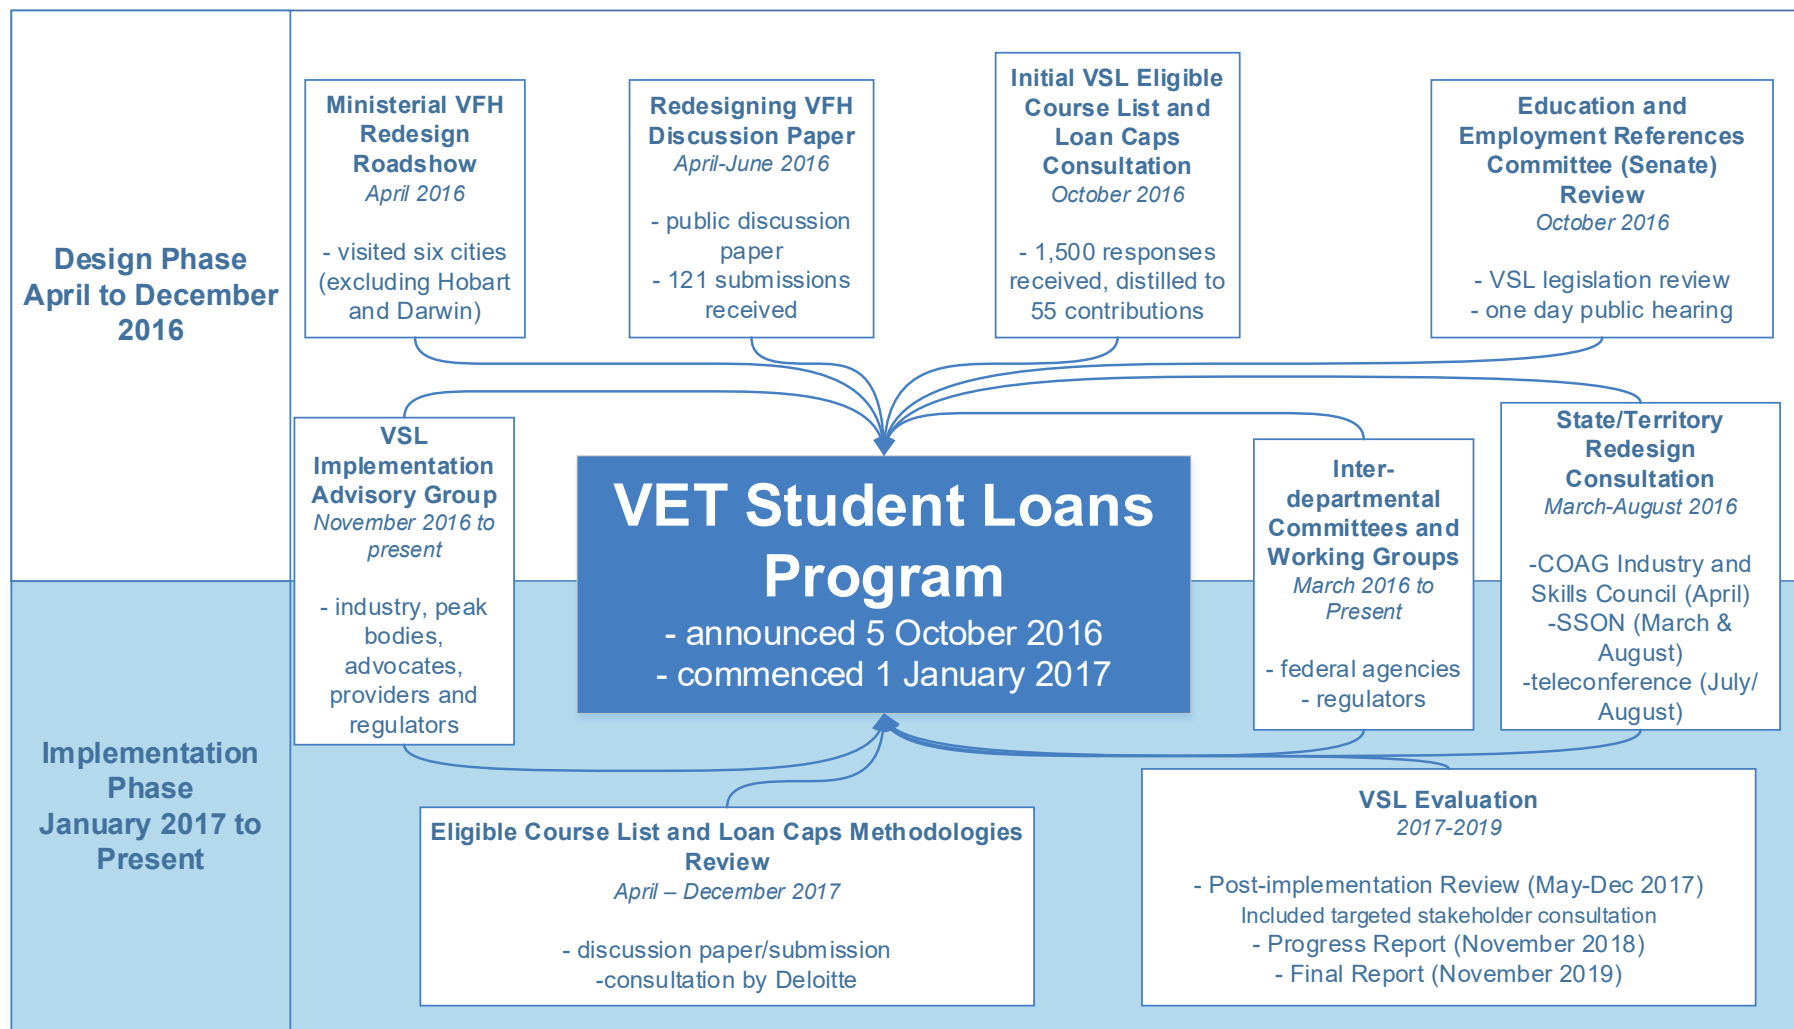 Design Phase
April to December
2016
Ministerial VFH
Redesign
Roadshow
April 2016
- visited six cities
(excluding Hobart
and Darwin)
Redesigning VFH
Discussion Paper
April-June 2016
- public discussion
paper
- 121 submissions
received
Initial VSL Eligible
Course List and
Loan Caps
Consultation
October 2016
- 1,500 responses
received, distilled to
55 contributions
Education and
Employment References
Committee (Senate)
Review
October 2016
- VSL legislation review
- one day public hearing
VSL
Implementation
Advisory Group
November 2016 to
present
- industry, peak
bodies,
advocates,
providers and
regulators
VET Student Loans
Program
- announced 5 October 2016
- commenced 1 January 2017
Inter-
departmental
Committees and
Working Groups
March 2016 to
Present
- federal agencies
- regulators
State/Territory
Redesign
Consultation
March-August 2016
-COAG Industry and
Skills Council (April)
-SSON (March &
August)
-teleconference (July/
August)
Implementation
Phase
January 2017 to
Present
Eligible Course List and Loan Caps Methodologies
Review
April – December 2017
- discussion paper/submission
-consultation by Deloitte
VSL Evaluation
2017-2019
- Post-implementation Review (May-Dec 2017)
Included targeted stakeholder consultation
- Progress Report (November 2018)
- Final Report (November 2019)